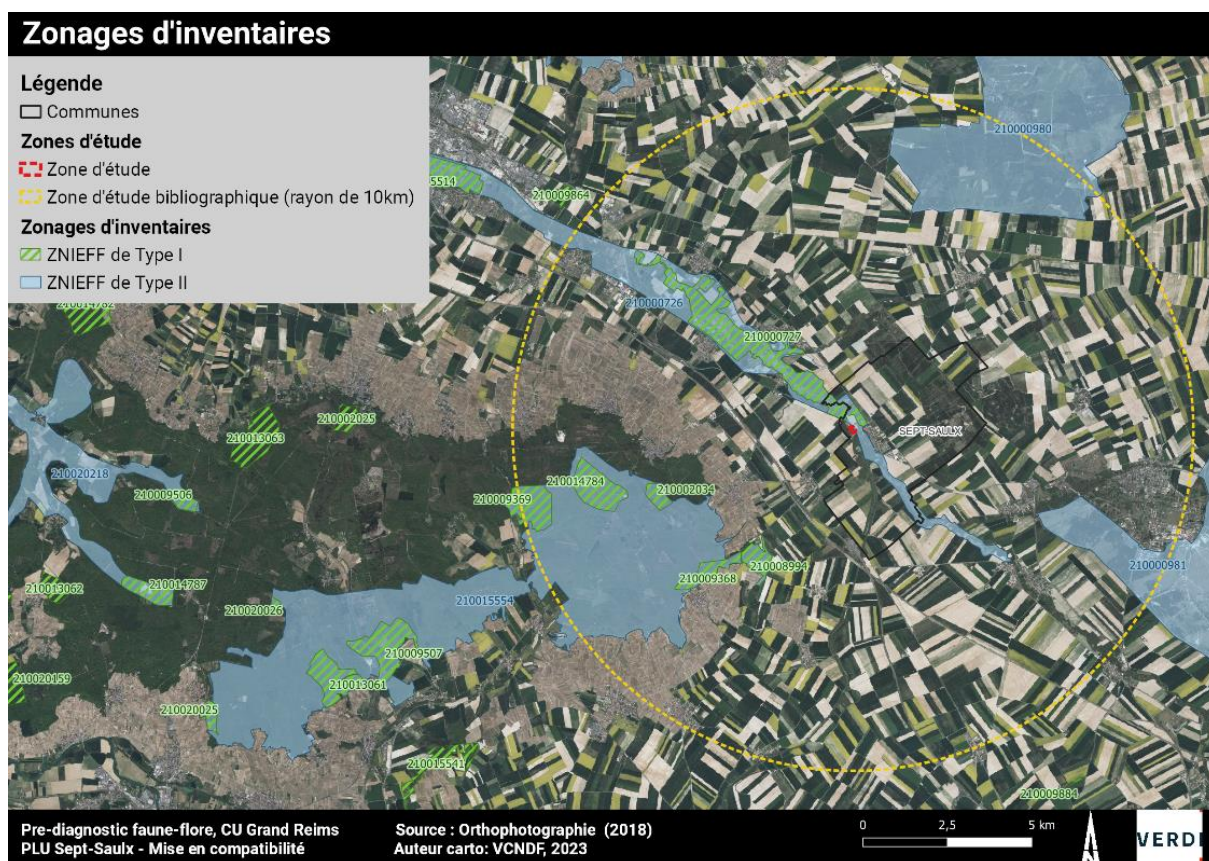 Zonages d'inventaires
Légende
Communes
Zones d'étude
Zone d'étude
Zone d'étude bibliographique (rayon de 10km)
Zonages d'inventaires
ZNIEFF de Type I
ZNIEFF de Type II
210000980
5514
210009864
210000726
210014762
210000727
210002025
210013063
SEPT-SAULX
210020218
210009506
210014784
210009369
210002034
210008994
210009368
210000981
210013062
210014787
210020026
210015554
210009507
210013061
210020159
210020025
210015541
210009884
Pre-diagnostic faune-flore, CU Grand Reims
PLU Sept-Saulx - Mise en compatibilité
Source : Orthophotographie (2018)
Auteur carto: VCNDF, 2023
0 2,5 5 km
VERDI